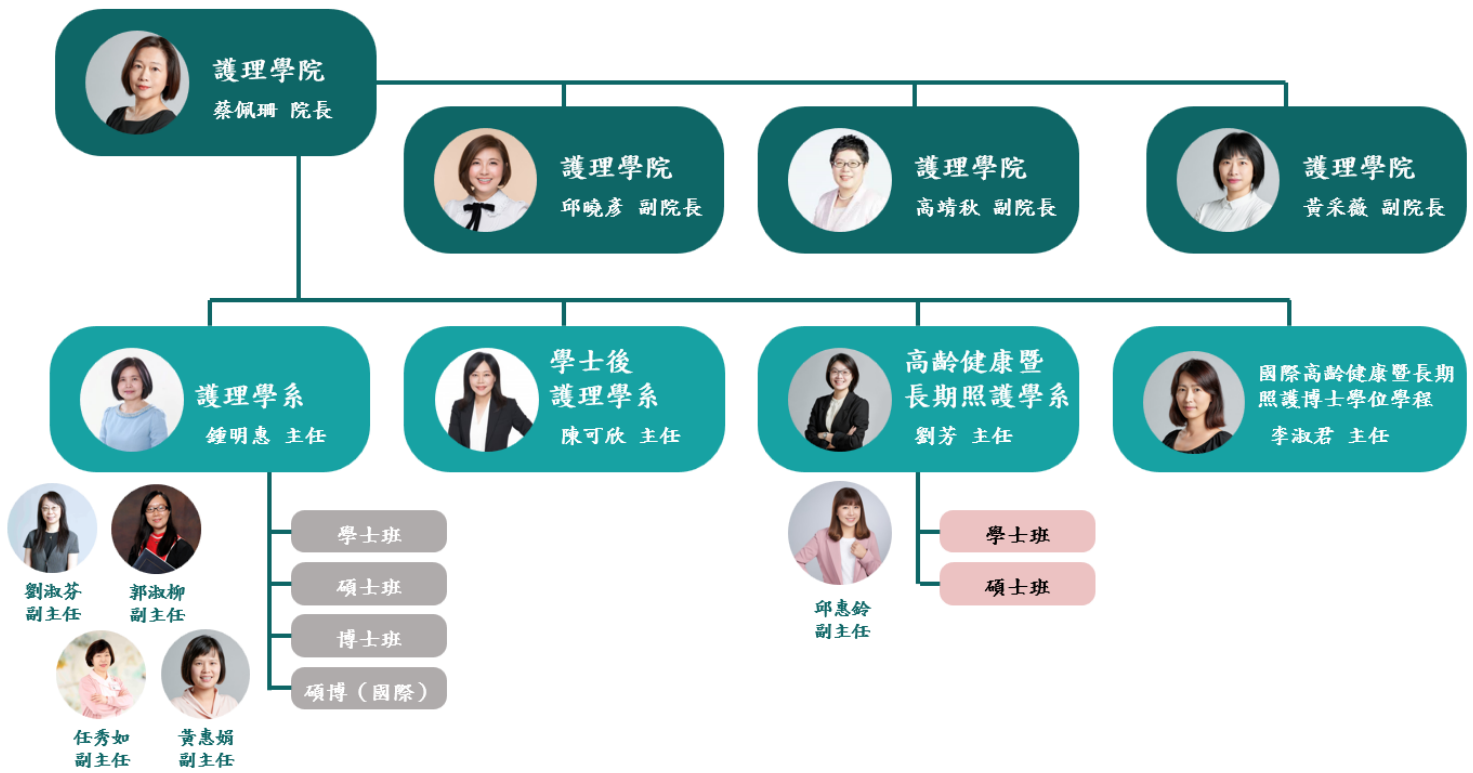 護理學院
蔡佩珊 院長
護理學院
邱曉彥 副院長
護理學院
高靖秋 副院長
護理學院
黃采薇 副院長
護理學系
鍾明惠 主任
學士後
護理學系
陳可欣 主任
高齡健康暨
長期照護學系
劉芳 主任
國際高齡健康暨長期
照護博士學位學程
李淑君 主任
劉淑芬
副主任
郭淑柳
副主任
任秀如
副主任
黃惠娟
副主任
學士班
碩士班
博士班
碩博（國際）
邱惠鈴
副主任
學士班
碩士班